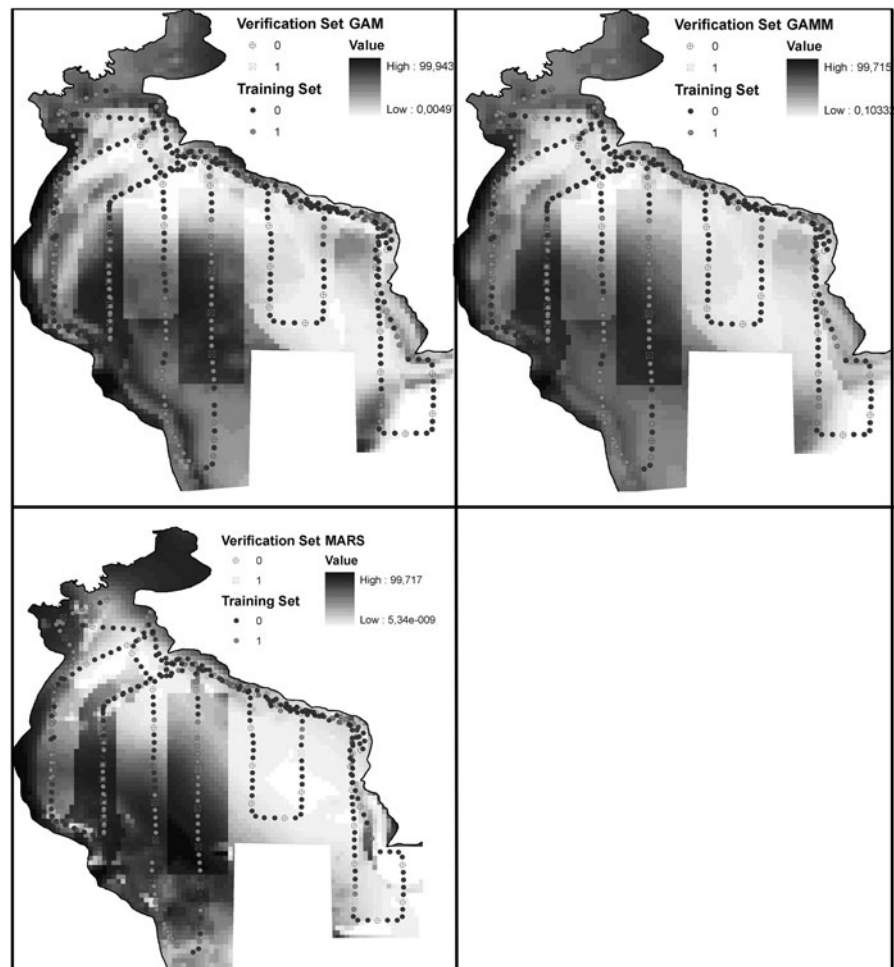 Verification Set GAM
0
1
Training Set
0
1
Value
High : 99,943
Low : 0,00497
Verification Set GAMM
0
1
Training Set
0
1
Value
High : 99,715
Low : 0,10333
Verification Set MARS
0
1
Training Set
0
1
Value
High : 99,717
Low : 5,34e-009